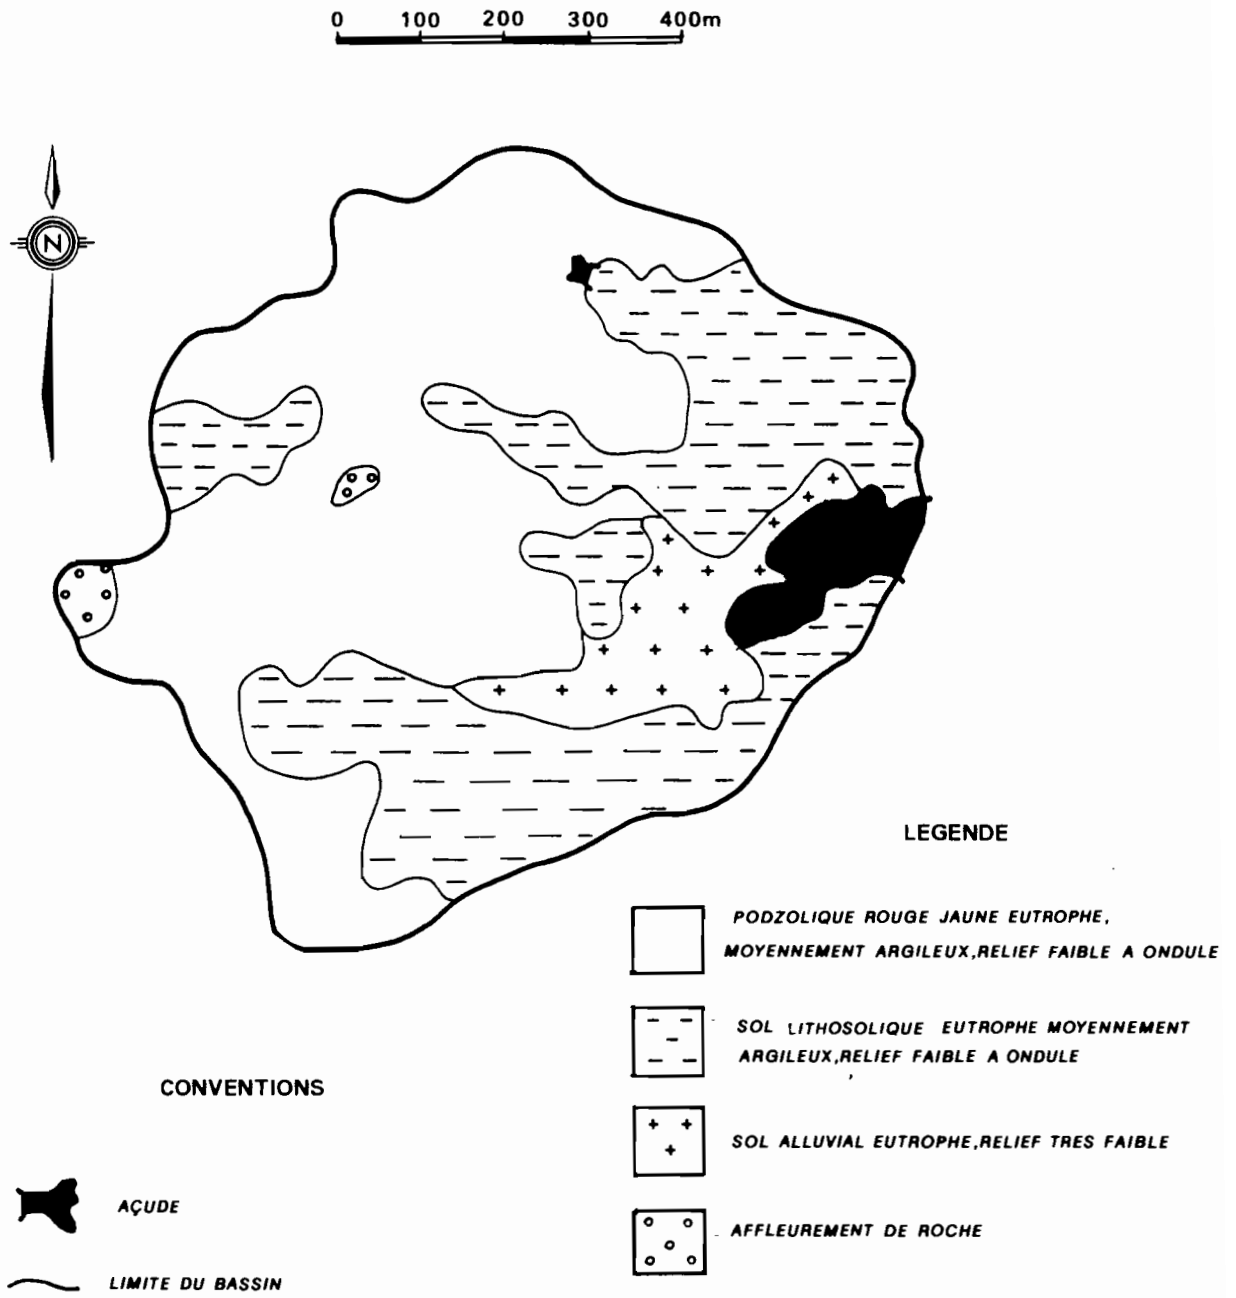 0 100 200 300 400m
N
LEGENDE
PODZOLIQUE ROUGE JAUNE EUTROPHE,
MOYENNEMENT ARGILEUX,RELIEF FAIBLE A ONDULE
SOL LITHOSOLIQUE EUTROPHE MOYENNEMENT
ARGILEUX,RELIEF FAIBLE A ONDULE
CONVENTIONS
SOL ALLUVIAL EUTROPHE,RELIEF TRES FAIBLE
AÇUDE
AFFLEUREMENT DE ROCHE
LIMITE DU BASSIN